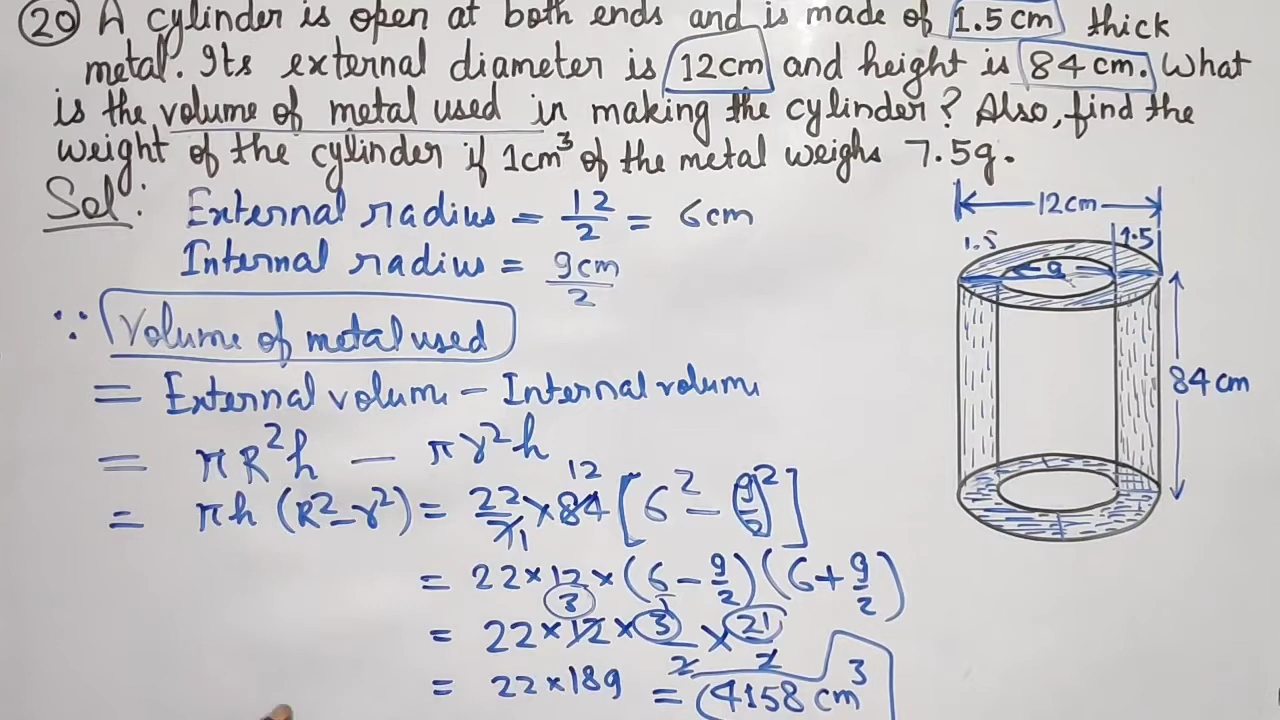 20 A cylinder is open at both ends and is made of 1.5cm thick
metal. Its external diameter is 12cm and height is 84cm. What
is the volume of metal used in making the cylinder? Also, find the
weight of the cylinder if 1cm³ of the metal weighs 7.5g.
Sol. External radius = 12/2 = 6cm
Internal radius = 9cm/2
∵ Volume of metal used
= External volume - Internal volume
= πR²h - πr²h
= πh (R²-r²) = 22/7 1 × 84 12 [6² - (9/2)²]
= 22×12×(6-9/2)(6+9/2)
= 22×12 3×3/2×21/2
= 22×189 = 4158 cm³
12cm
1.5
1.5
9
84cm